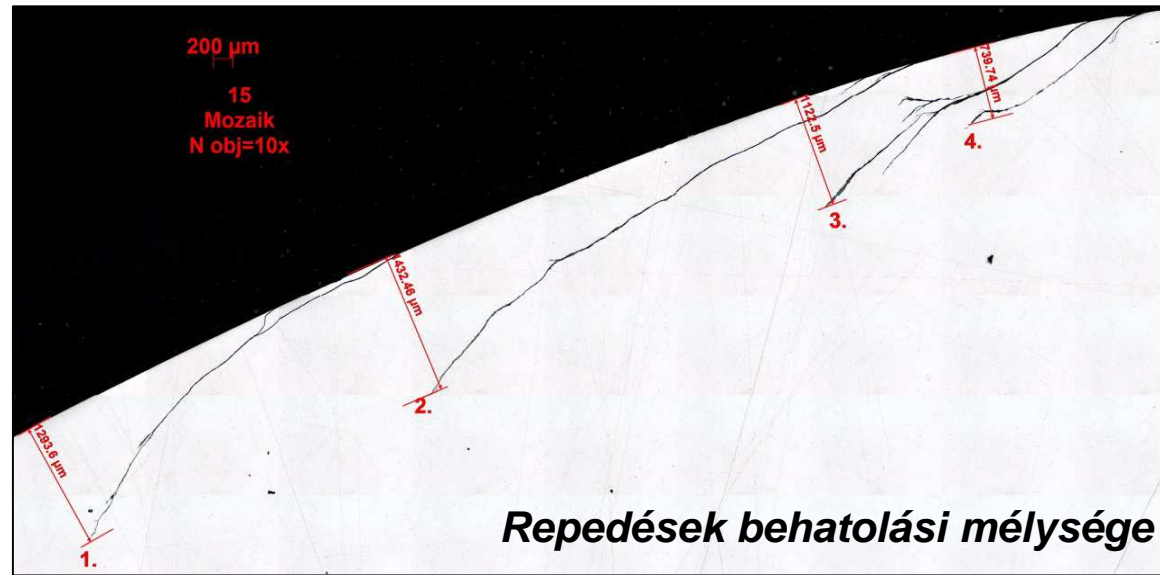 200 µm
15
Mozaik
N obj=10x
739.74 µm
4.
1122.5 µm
3.
1432.46 µm
2.
1293.6 µm
1.
Repedések behatolási mélysége